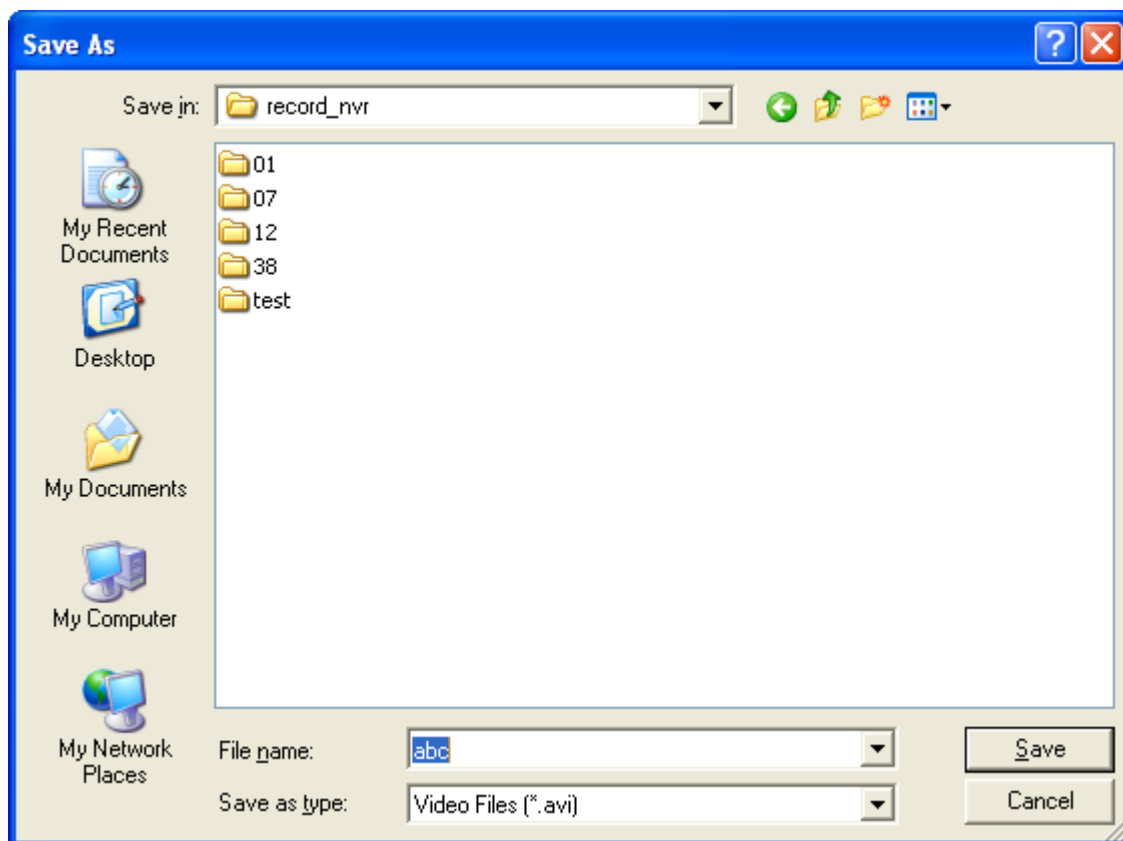 Save As
Save in: record_nvr
01
07
12
38
test
My Recent
Documents
Desktop
My Documents
My Computer
My Network
Places
File name: abc
Save
Save as type: Video Files (*.avi)
Cancel